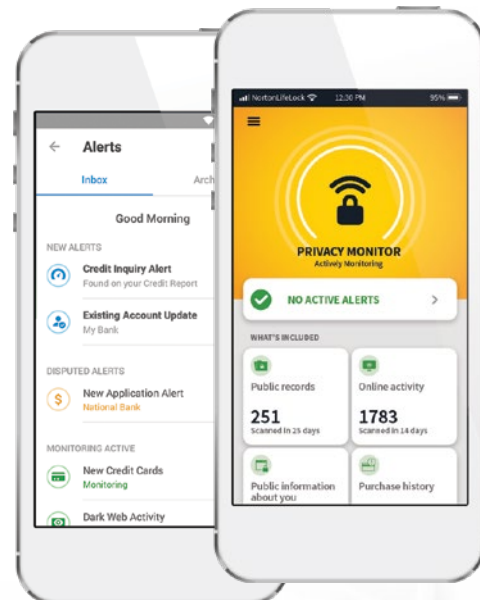 Alerts
Inbox
Arch
Good Morning
NEW ALERTS
Credit Inquiry Alert
Found on your Credit Report
Existing Account Update
My Bank
DISPUTED ALERTS
New Application Alert
National Bank
MONITORING ACTIVE
New Credit Cards
Monitoring
Dark Web Activity
NortonLifeLock 12:00 PM 95%
PRIVACY MONITOR
Actively Monitoring
NO ACTIVE ALERTS
WHAT'S INCLUDED
Public records
251
Scanned in 25 days
Online activity
1783
Scanned in 14 days
Public information
about you
Purchase history